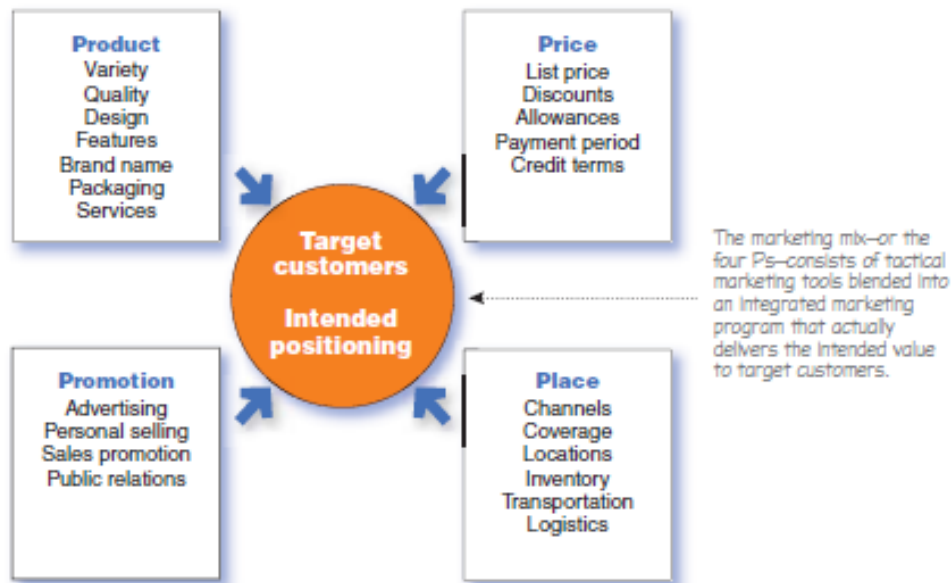 Product
Variety
Quality
Design
Features
Brand name
Packaging
Services
Price
List price
Discounts
Allowances
Payment period
Credit terms
Target
customers
Intended
positioning
The marketing mix—or the
four Ps—consists of tactical
marketing tools blended into
an integrated marketing
program that actually
delivers the intended value
to target customers.
Promotion
Advertising
Personal selling
Sales promotion
Public relations
Place
Channels
Coverage
Locations
Inventory
Transportation
Logistics